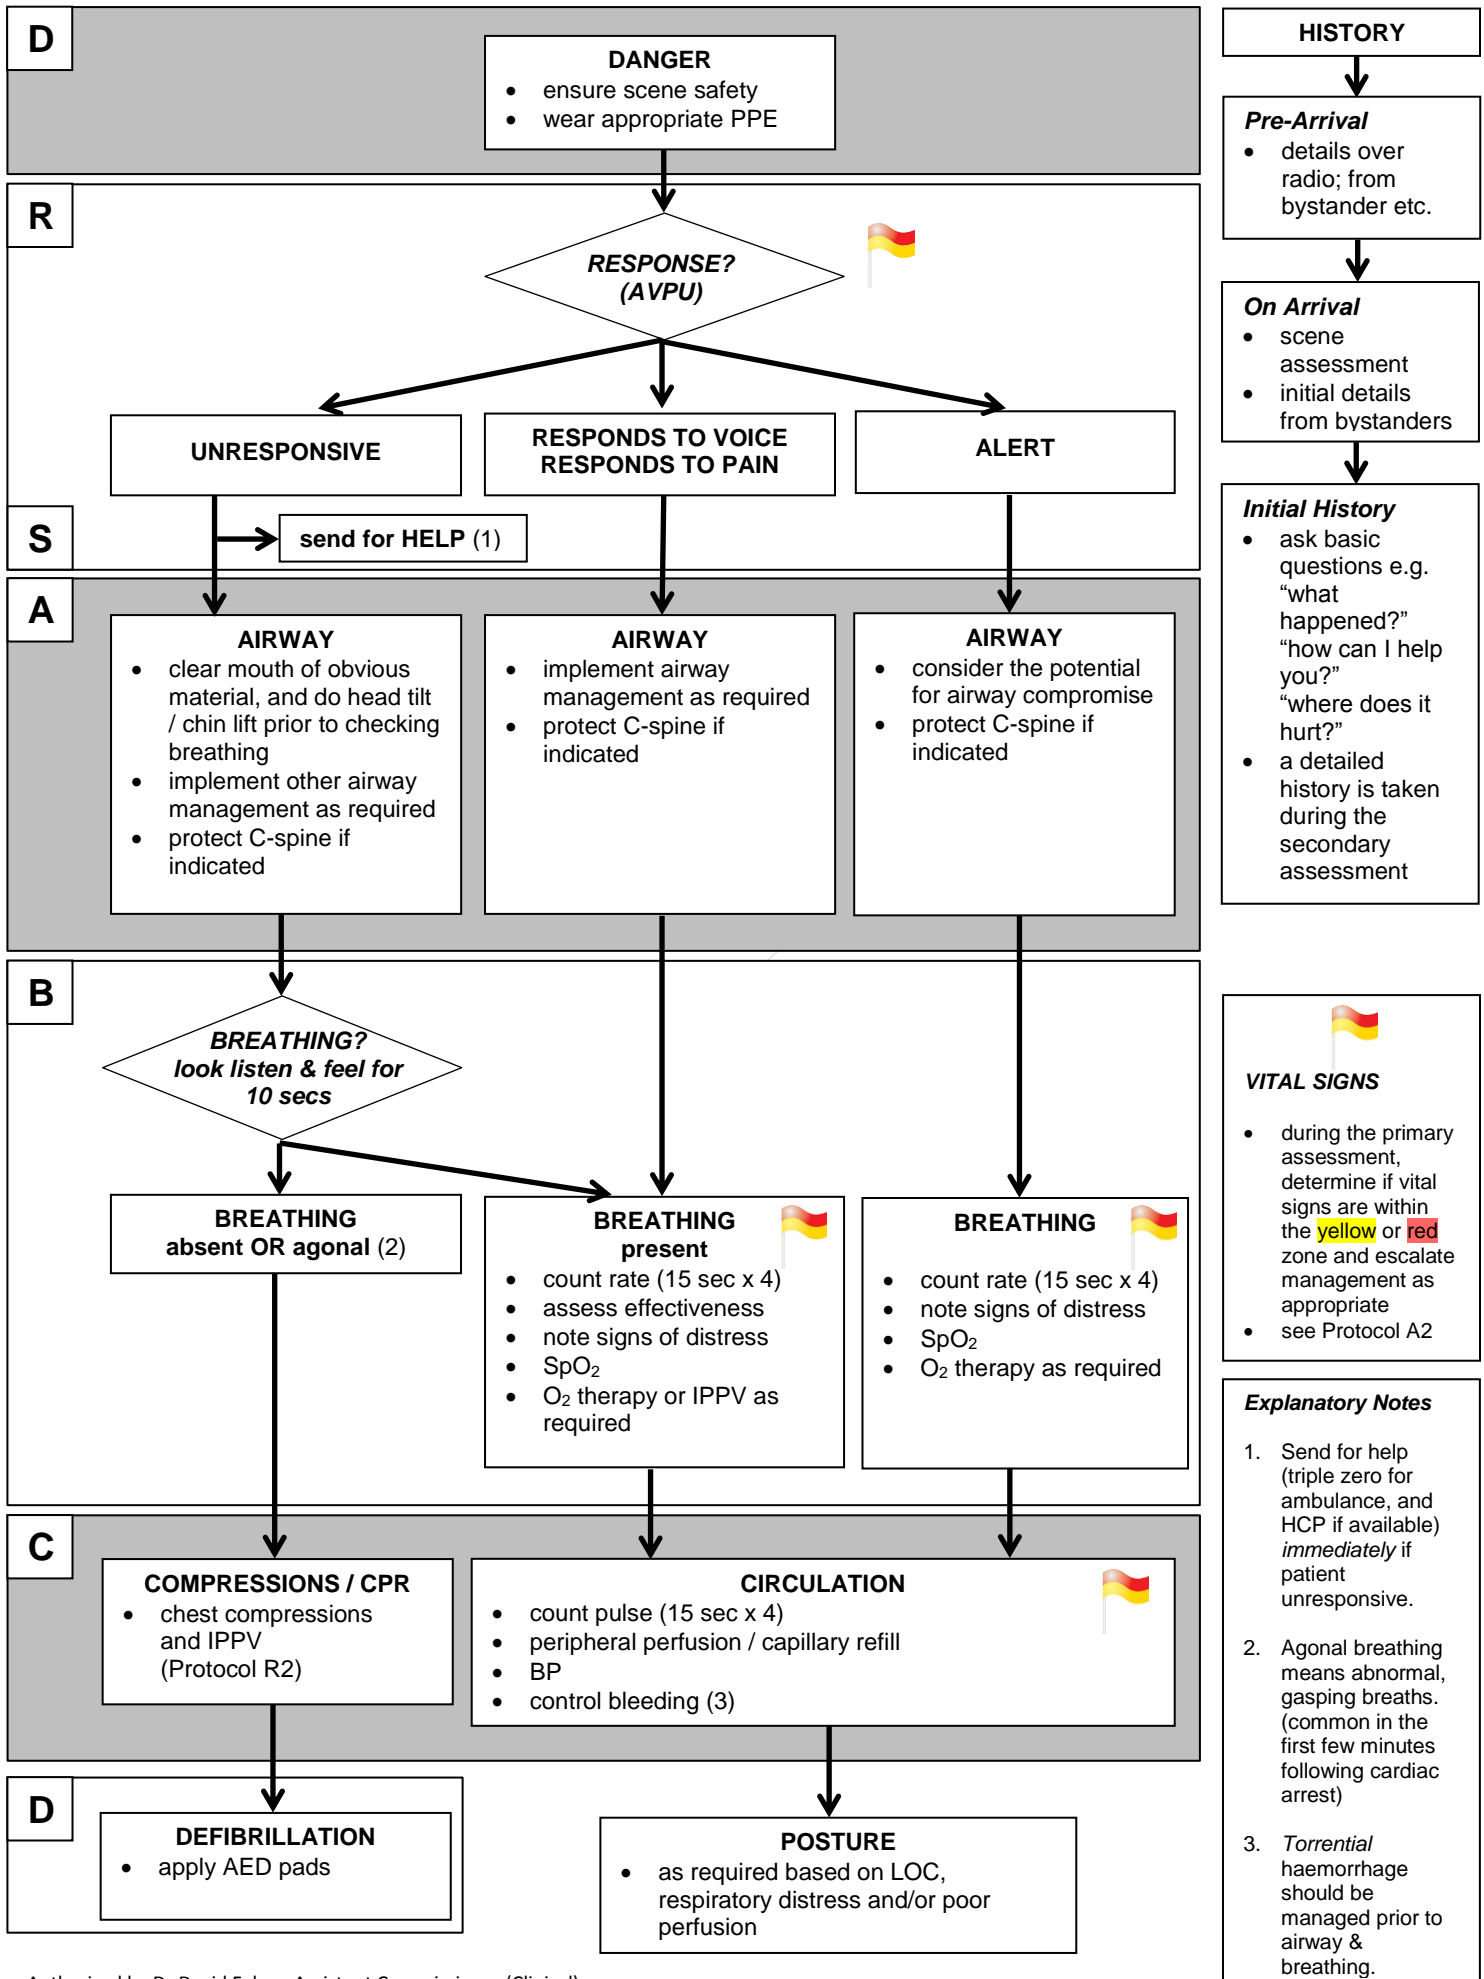 D
DANGER
• ensure scene safety
• wear appropriate PPE
R
RESPONSE?
(AVPU)
UNRESPONSIVE
RESPONDS TO VOICE
RESPONDS TO PAIN
ALERT
S
send for HELP (1)
A
AIRWAY
• clear mouth of obvious
material, and do head tilt
/ chin lift prior to checking
breathing
• implement other airway
management as required
• protect C-spine if
indicated
AIRWAY
• implement airway
management as required
• protect C-spine if
indicated
AIRWAY
• consider the potential
for airway compromise
• protect C-spine if
indicated
B
BREATHING?
look listen & feel for
10 secs
BREATHING
absent OR agonal (2)
BREATHING
present
• count rate (15 sec x 4)
• assess effectiveness
• note signs of distress
• SpO₂
• O₂ therapy or IPPV as
required
BREATHING
• count rate (15 sec x 4)
• note signs of distress
• SpO₂
• O₂ therapy as required
C
COMPRESSIONS / CPR
• chest compressions
and IPPV
(Protocol R2)
CIRCULATION
• count pulse (15 sec x 4)
• peripheral perfusion / capillary refill
• BP
• control bleeding (3)
D
DEFIBRILLATION
• apply AED pads
POSTURE
• as required based on LOC,
respiratory distress and/or poor
perfusion
HISTORY
Pre-Arrival
• details over
radio; from
bystander etc.
On Arrival
• scene
assessment
• initial details
from bystanders
Initial History
• ask basic
questions e.g.
“what
happened?”
“how can I help
you?”
“where does it
hurt?”
• a detailed
history is taken
during the
secondary
assessment
VITAL SIGNS
• during the primary
assessment,
determine if vital
signs are within
the yellow or red
zone and escalate
management as
appropriate
• see Protocol A2
Explanatory Notes
1. Send for help
(triple zero for
ambulance, and
HCP if available)
immediately if
patient
unresponsive.
2. Agonal breathing
means abnormal,
gasping breaths.
(common in the
first few minutes
following cardiac
arrest)
3. Torrential
haemorrhage
should be
managed prior to
airway &
breathing.